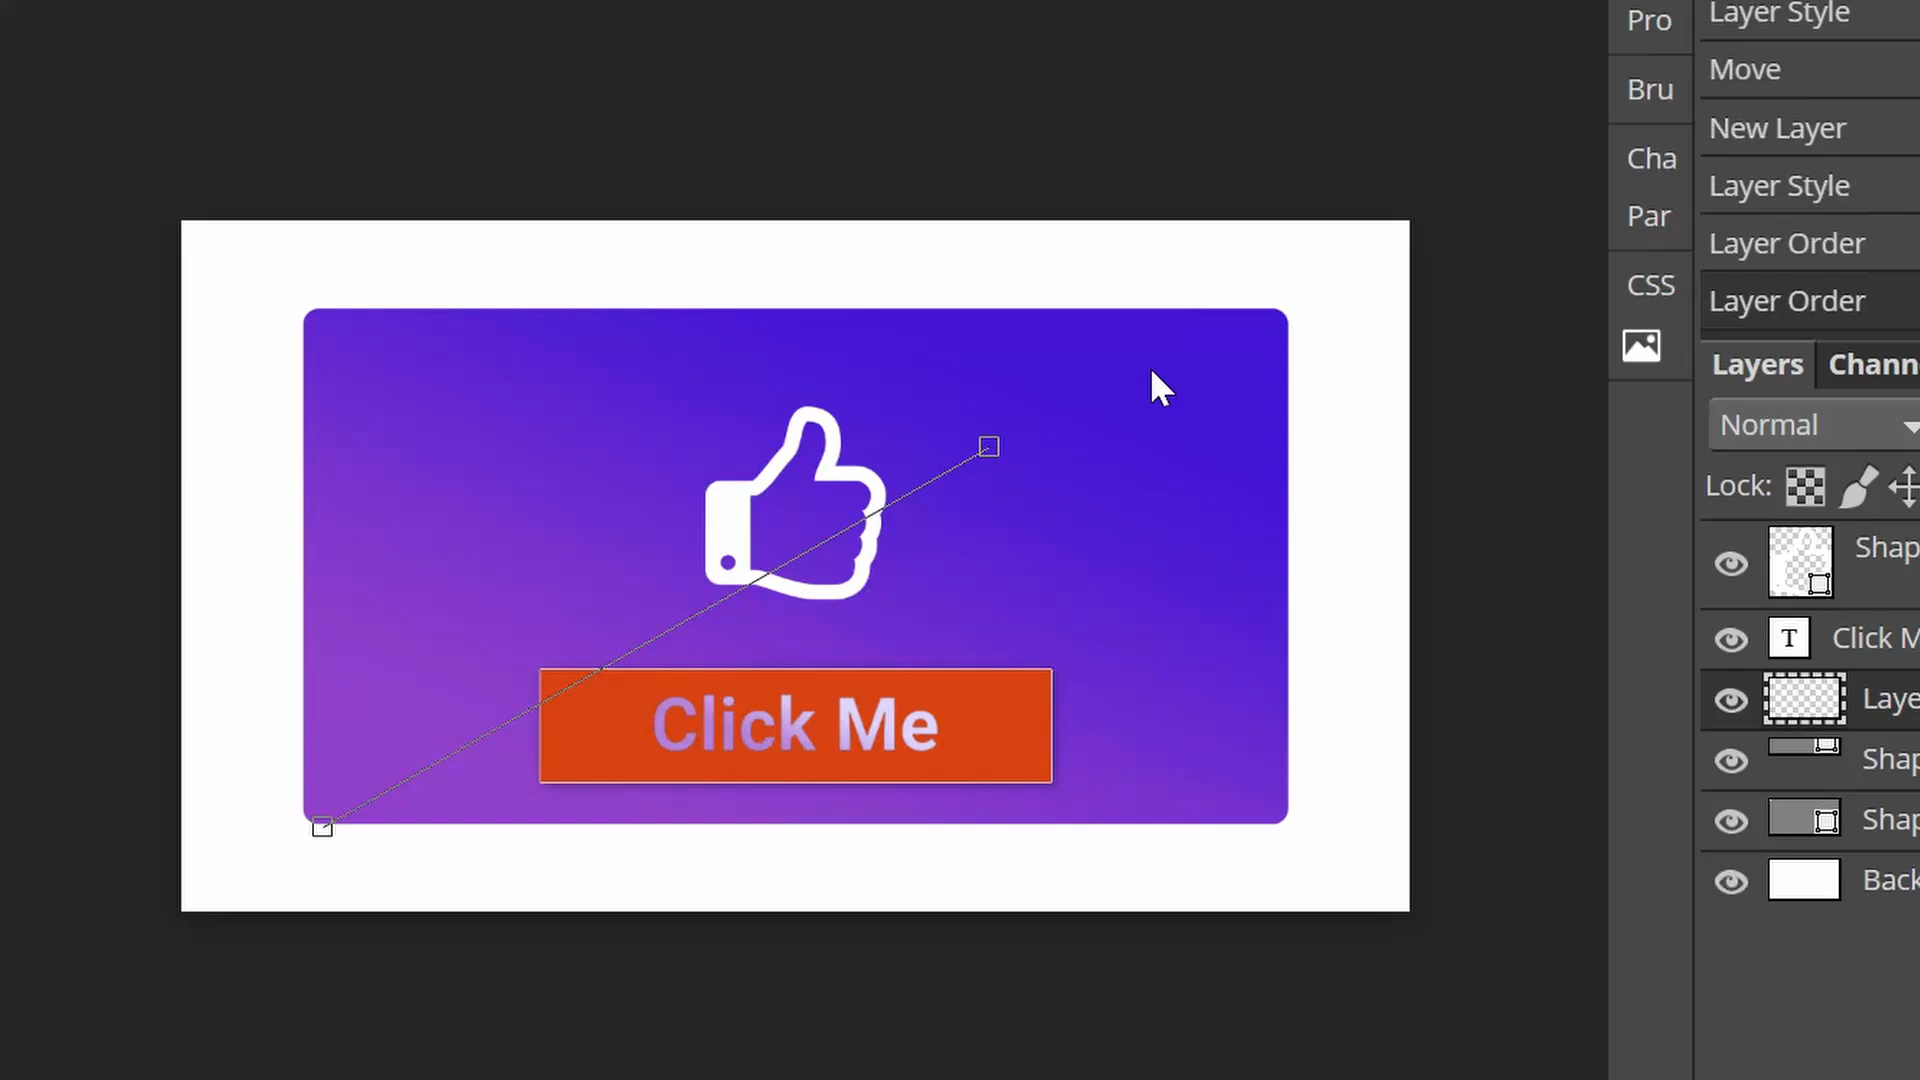 Click Me
Pro
Bru
Cha
Par
CSS
Layer Style
Move
New Layer
Layer Style
Layer Order
Layer Order
Layers Chann
Normal
Lock:
Shap
T Click M
Laye
Shap
Shap
Back